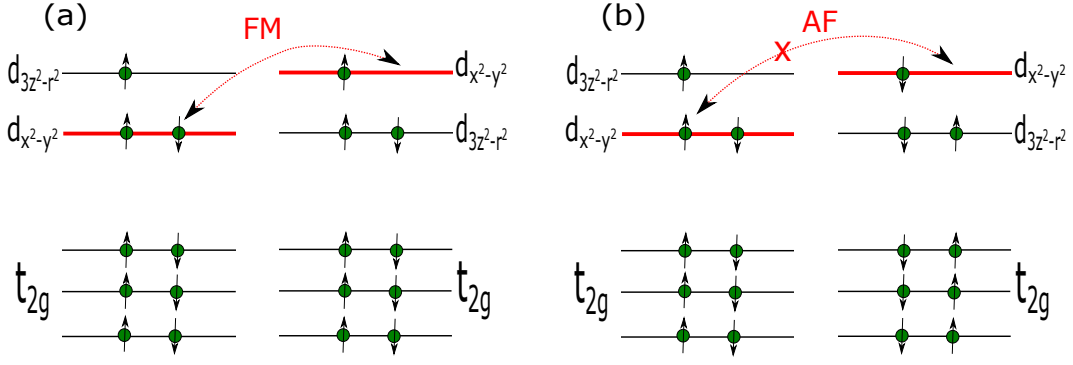 (a)
FM
d3z²-r²
dx²-y²
dx²-y²
d3z²-r²
t2g
t2g
(b)
AF
x
d3z²-r²
dx²-y²
dx²-y²
d3z²-r²
t2g
t2g